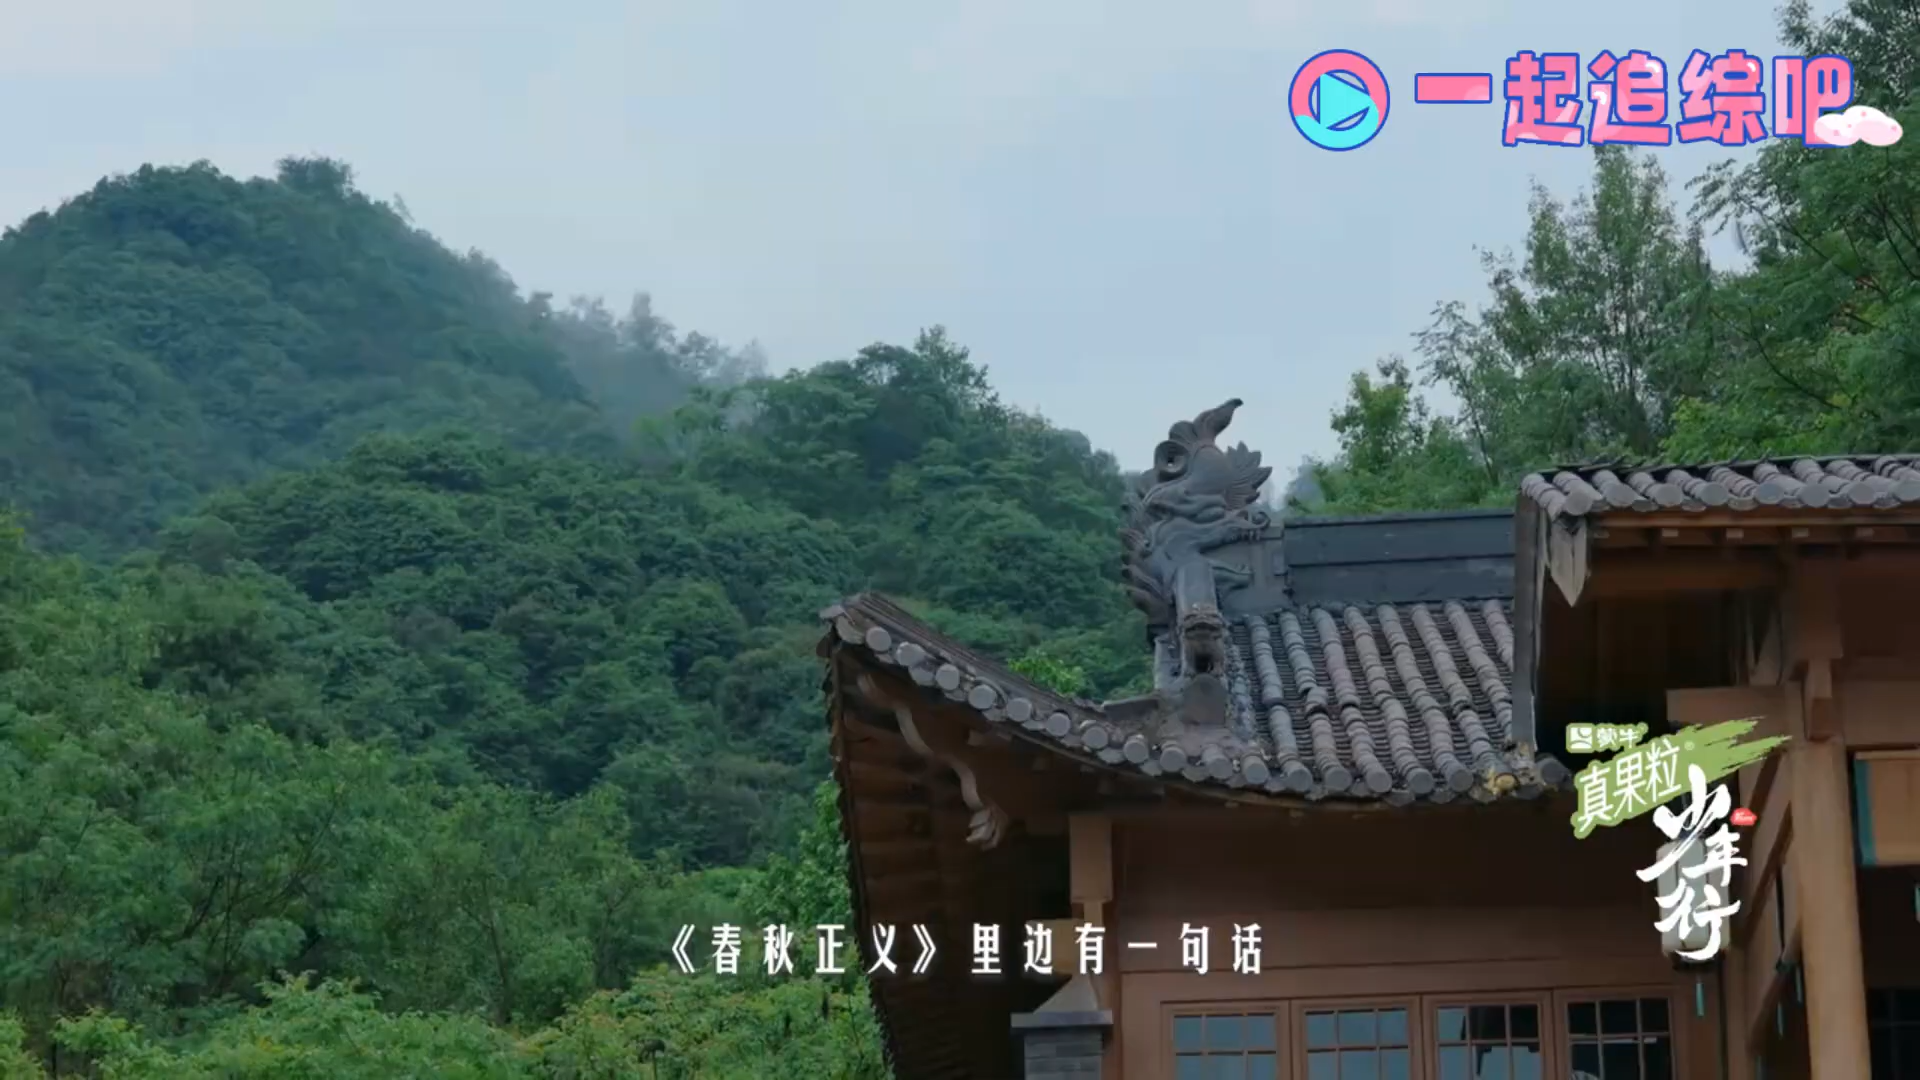 一起追综吧
蒙牛
真果粒
少年行
《春秋正义》里边有一句话